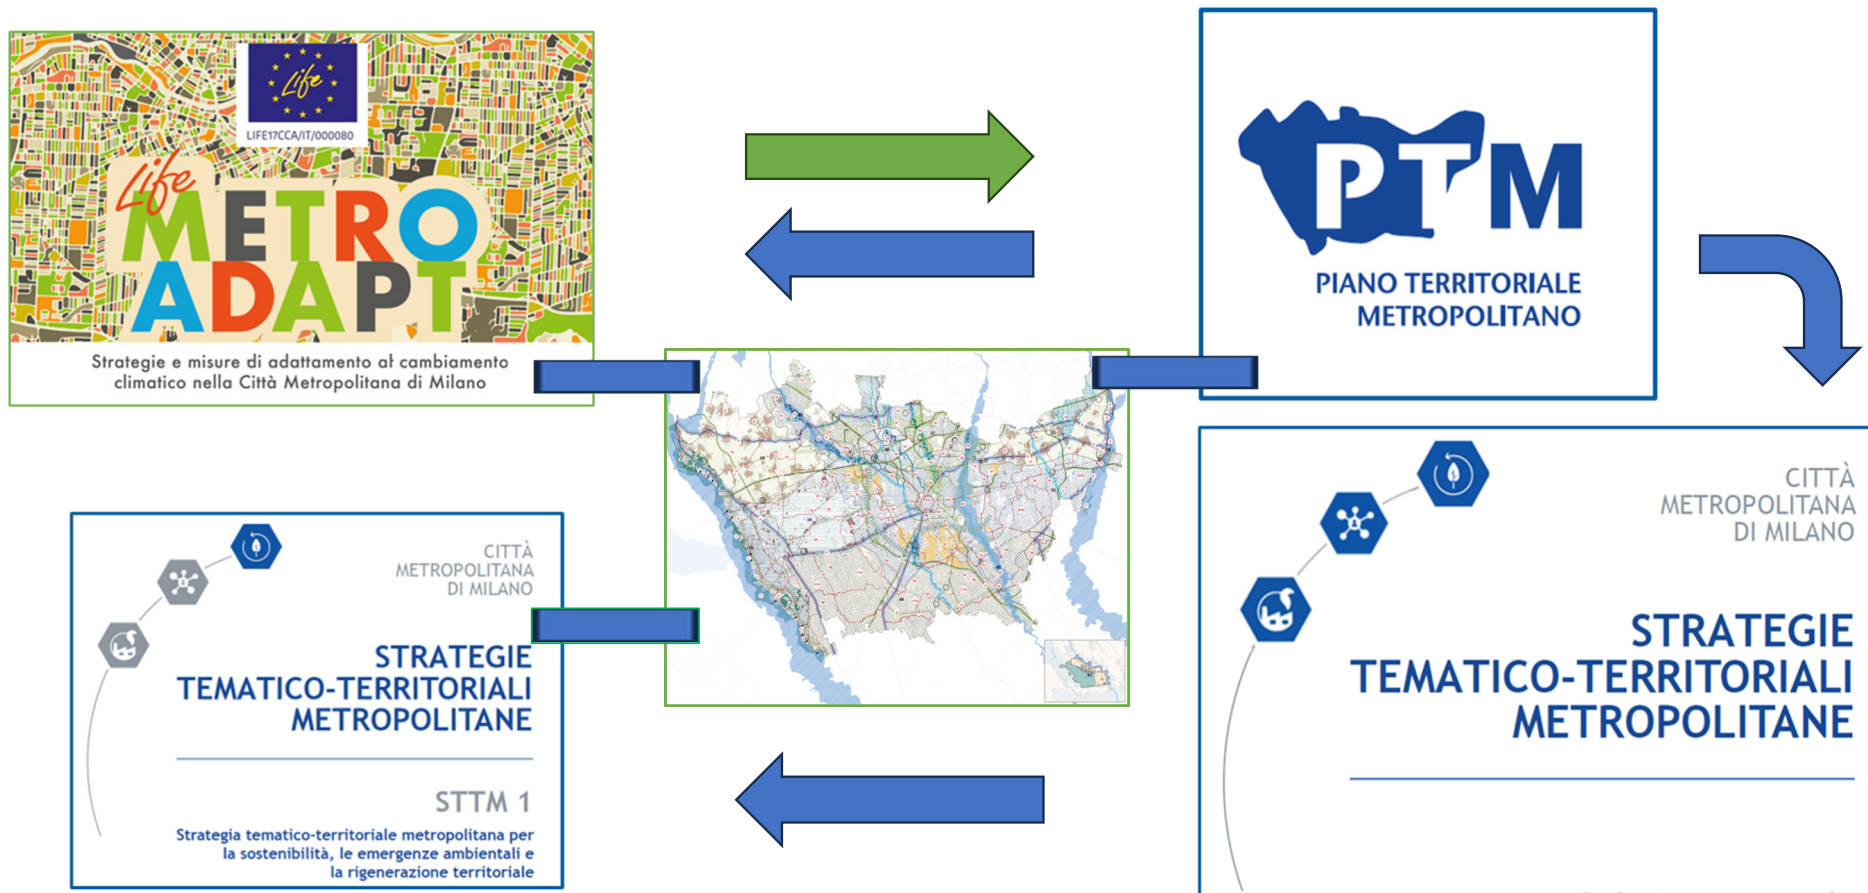 Life
LIFE17CCA/IT/000080
Life
METRO
ADAPT
Strategie e misure di adattamento al cambiamento
climatico nella Città Metropolitana di Milano
PTM
PIANO TERRITORIALE
METROPOLITANO
CITTÀ
METROPOLITANA
DI MILANO
STRATEGIE
TEMATICO-TERRITORIALI
METROPOLITANE
STTM 1
Strategia tematico-territoriale metropolitana per
la sostenibilità, le emergenze ambientali e
la rigenerazione territoriale
CITTÀ
METROPOLITANA
DI MILANO
STRATEGIE
TEMATICO-TERRITORIALI
METROPOLITANE